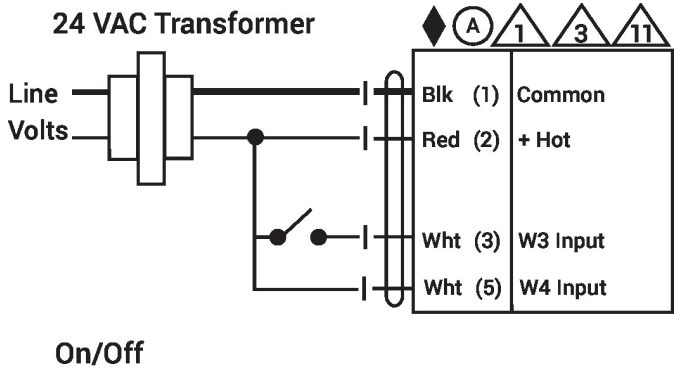 24 VAC Transformer
A 1 3 11
Line
Volts
Blk (1) Common
Red (2) + Hot
Wht (3) W3 Input
Wht (5) W4 Input
On/Off